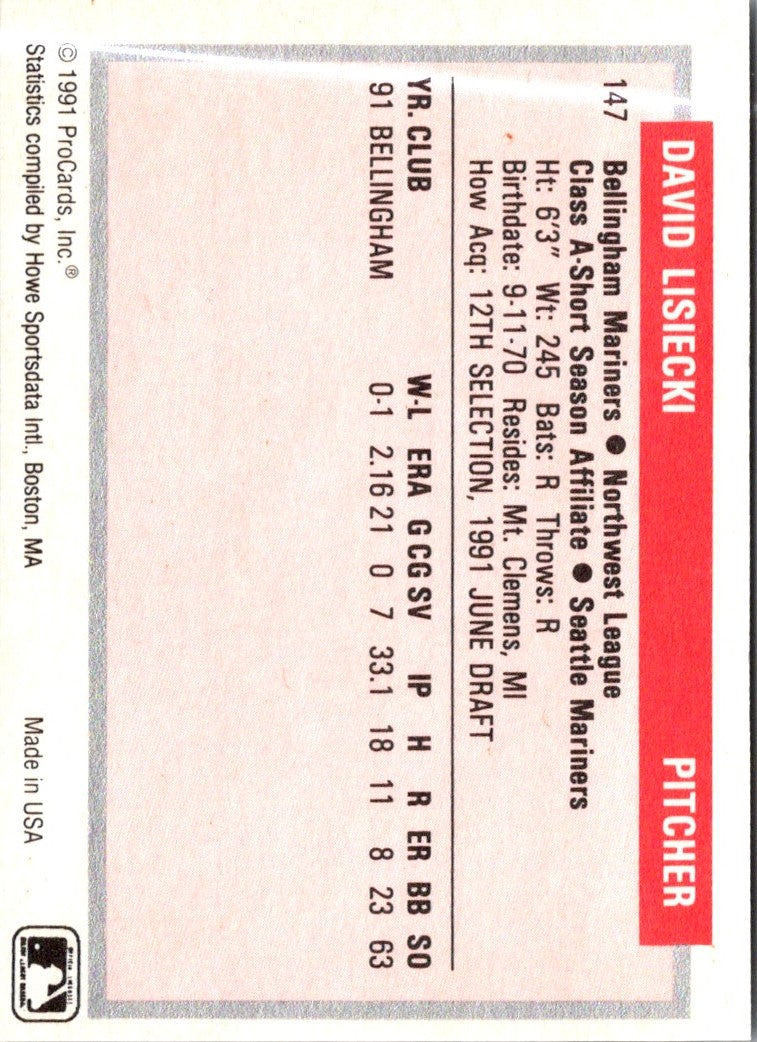 DAVID LISIECKI PITCHER
147 Bellingham Mariners ● Northwest League
Class A-Short Season Affiliate ● Seattle Mariners
Ht: 6'3" Wt: 245 Bats: R Throws: R
Birthdate: 9-11-70 Resides: Mt. Clemens, MI
How Acq: 12TH SELECTION, 1991 JUNE DRAFT
YR. CLUB W-L ERA G CG SV IP H R ER BB SO
91 BELLINGHAM 0-1 2.16 21 0 7 33.1 18 11 8 23 63
© 1991 ProCards, Inc.®
Statistics compiled by Howe Sportsdata Intl., Boston, MA Made in USA